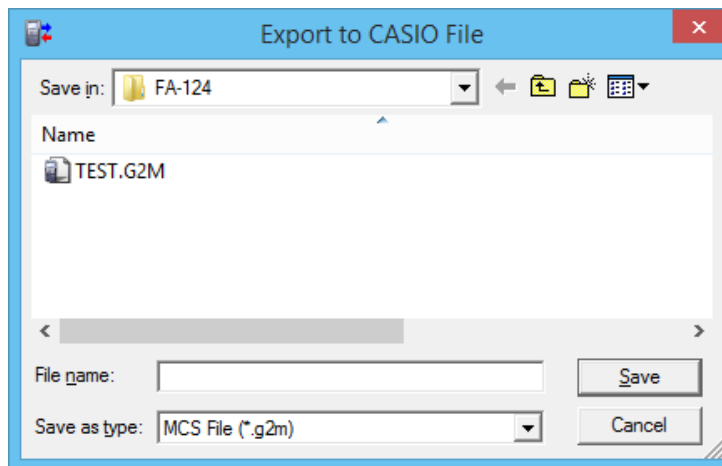 Export to CASIO File
Save in: FA-124
Name
TEST.G2M
File name: Save
Save as type: MCS File (*.g2m) Cancel